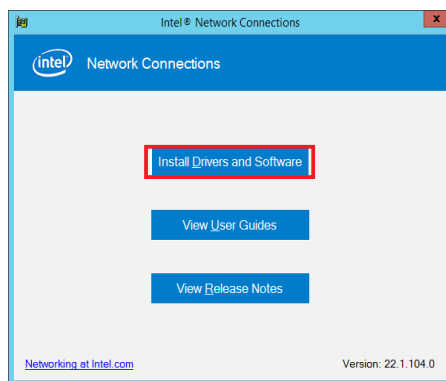 Intel® Network Connections
x
intel Network Connections
Install Drivers and Software
View User Guides
View Release Notes
Networking at Intel.com Version: 22.1.104.0